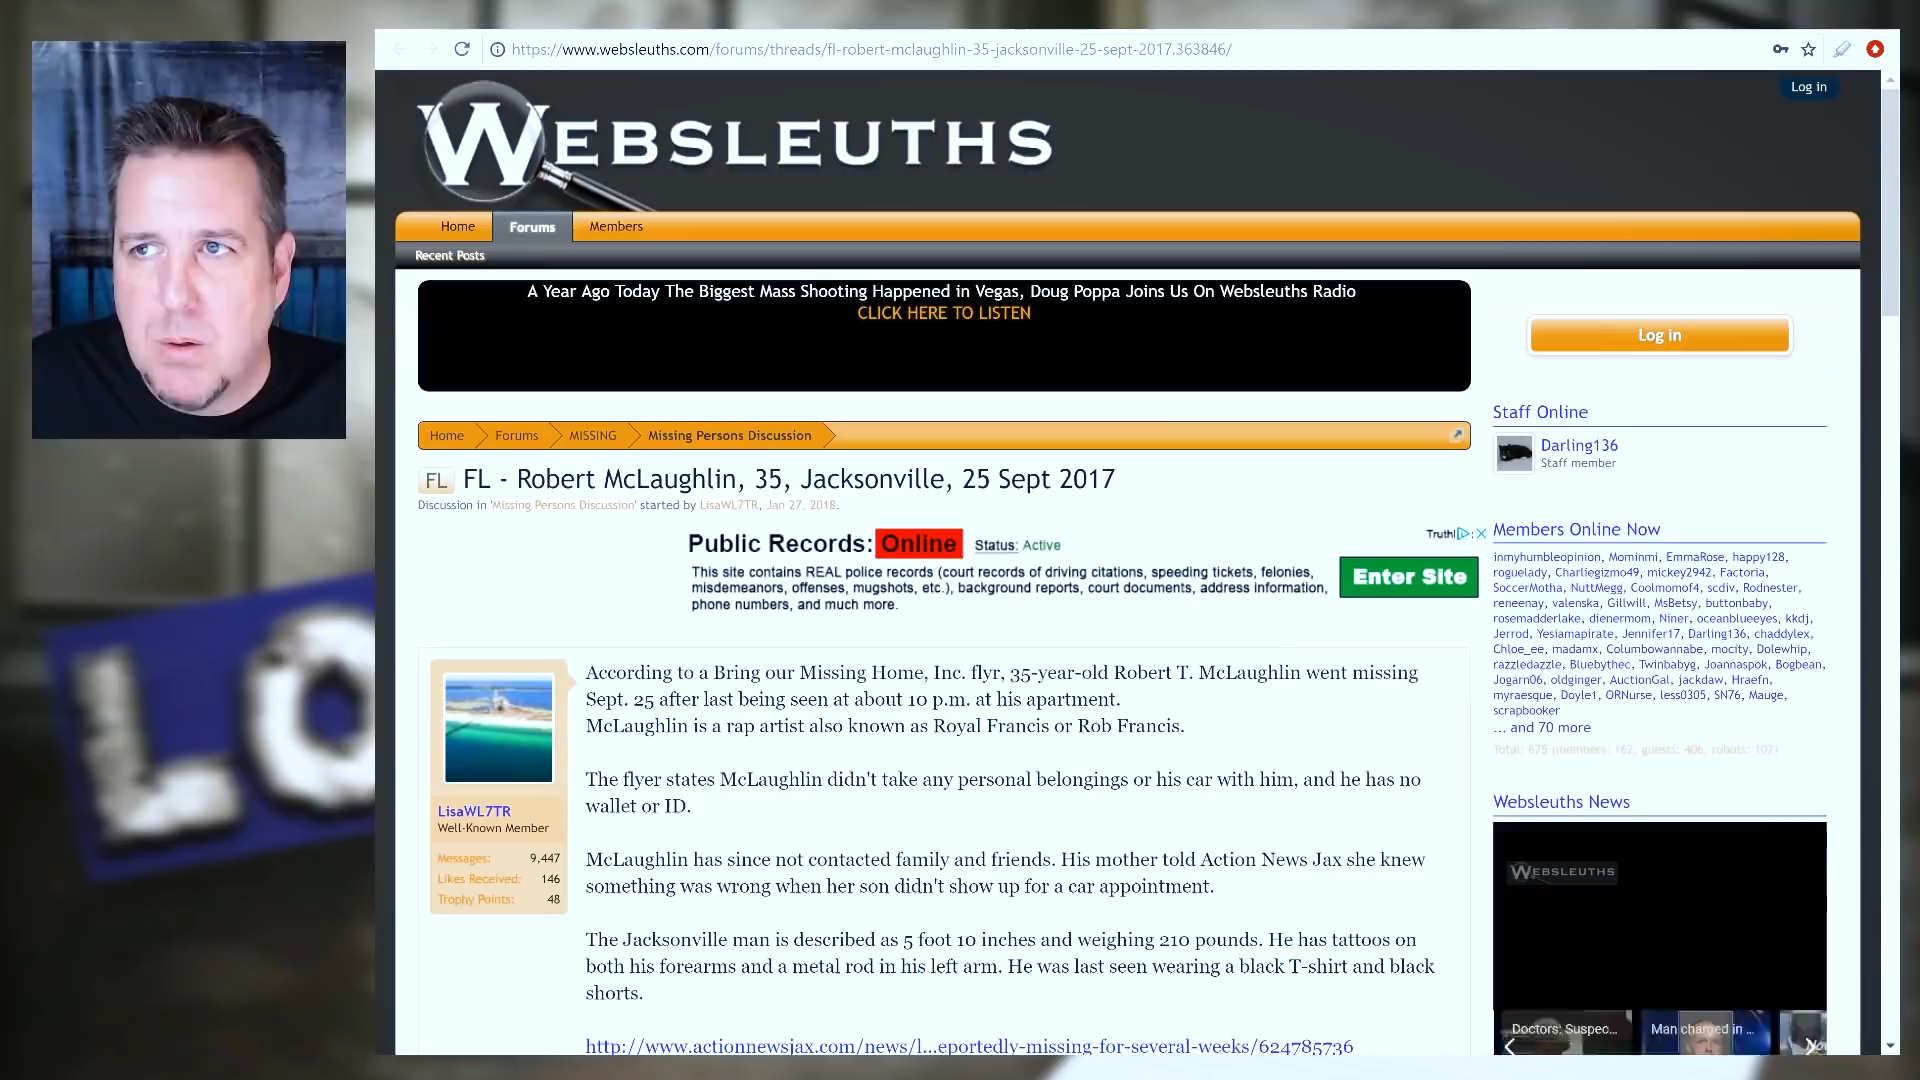 https://www.websleuths.com/forums/threads/fl-robert-mclaughlin-35-jacksonville-25-sept-2017.363846/
Log in
WEBSLEUTHS
Home
Forums
Members
Recent Posts
A Year Ago Today The Biggest Mass Shooting Happened in Vegas, Doug Poppa Joins Us On Websleuths Radio
CLICK HERE TO LISTEN
Log in
Home
Forums
MISSING
Missing Persons Discussion
FL
FL - Robert McLaughlin, 35, Jacksonville, 25 Sept 2017
Discussion in 'Missing Persons Discussion' started by LisaWL7TR, Jan 27, 2018.
Public Records: Online Status: Active
This site contains REAL police records (court records of driving citations, speeding tickets, felonies,
misdemeanors, offenses, mugshots, etc.), background reports, court documents, address information,
phone numbers, and much more.
Enter Site
According to a Bring our Missing Home, Inc. flyr, 35-year-old Robert T. McLaughlin went missing
Sept. 25 after last being seen at about 10 p.m. at his apartment.
McLaughlin is a rap artist also known as Royal Francis or Rob Francis.
The flyer states McLaughlin didn't take any personal belongings or his car with him, and he has no
wallet or ID.
McLaughlin has since not contacted family and friends. His mother told Action News Jax she knew
something was wrong when her son didn't show up for a car appointment.
The Jacksonville man is described as 5 foot 10 inches and weighing 210 pounds. He has tattoos on
both his forearms and a metal rod in his left arm. He was last seen wearing a black T-shirt and black
shorts.
http://www.actionnewsjax.com/news/l...eportedly-missing-for-several-weeks/624785736
LisaWL7TR
Well-Known Member
Messages: 9,447
Likes Received: 146
Trophy Points: 48
Staff Online
Darling136
Staff member
Members Online Now
inmyhumbleopinion, Mominmi, EmmaRose, happy128,
roguelady, Charliegizmo49, mickey2942, Factoria,
SoccerMotha, NuttMegg, Coolmomof4, scdiv, Rodnester,
reneenay, valenska, Gillwill, MsBetsy, buttonbaby,
rosemadderlake, dienermom, Niner, oceanblueeyes, kkdj,
Jerrod, Yesiamapirate, Jennifer17, Darling136, chaddylex,
Chloe_ee, madamx, Columbowannabe, mocity, Dolewhip,
razzledazzle, Bluebythec, Twinbabyg, Joannaspok, Bogbean,
Jogarn06, oldginger, AuctionGal, jackdaw, Hraefn,
myraesque, Doyle1, ORNurse, less0305, SN76, Mauge,
scrapbooker
... and 70 more
Total: 675 (members: 162, guests: 406, robots: 107)
Websleuths News
WEBSLEUTHS
Doctors: Suspec...
Man charged in ...
LO